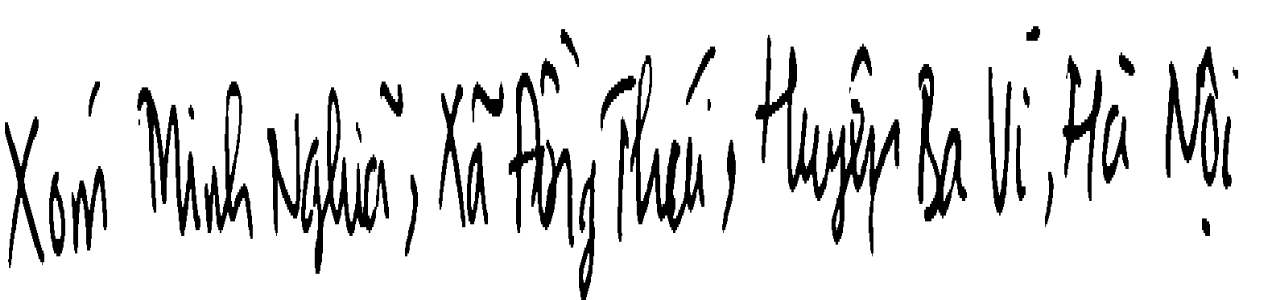 Xóm Minh Nghĩa, Xã Đồng Thái, Huyện Ba Vì, Hà Nội